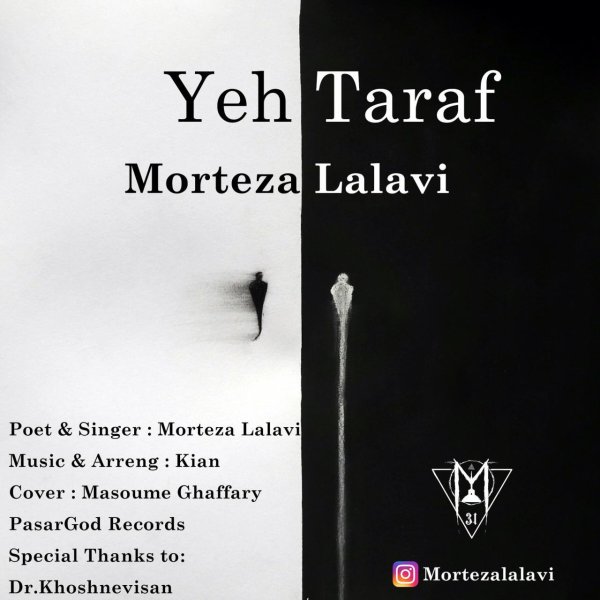 Yeh Taraf
Morteza Lalavi
Poet & Singer : Morteza Lalavi
Music & Arreng : Kian
Cover : Masoume Ghaffary
PasarGod Records
Special Thanks to:
Dr.Khoshnevisan
M
31
Mortezalalavi